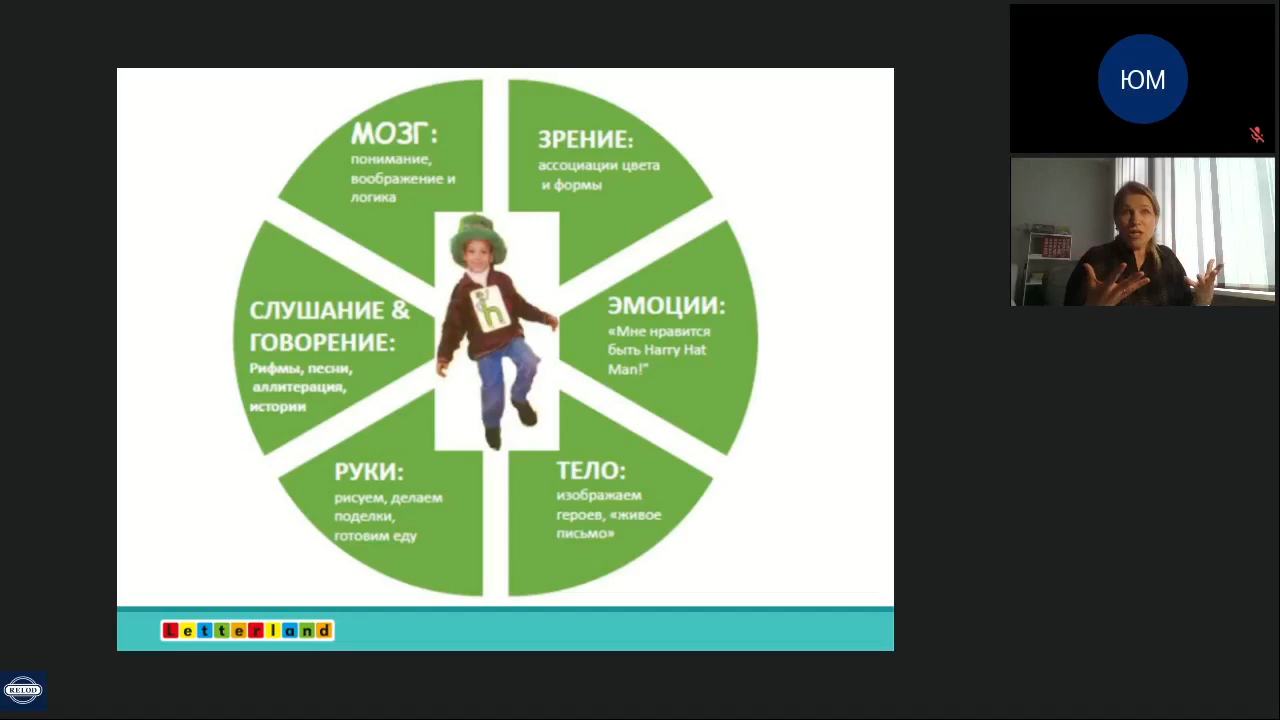 МОЗГ:
понимание,
воображение и
логика
ЗРЕНИЕ:
ассоциации цвета
и формы
СЛУШАНИЕ &
ГОВОРЕНИЕ:
Рифмы, песни,
аллитерация,
истории
ЭМОЦИИ:
«Мне нравится
быть Harry Hat
Man!"
РУКИ:
рисуем, делаем
поделки,
готовим еду
ТЕЛО:
изображаем
героев, «живое
письмо»
h
Letterland
ЮМ
RELOD